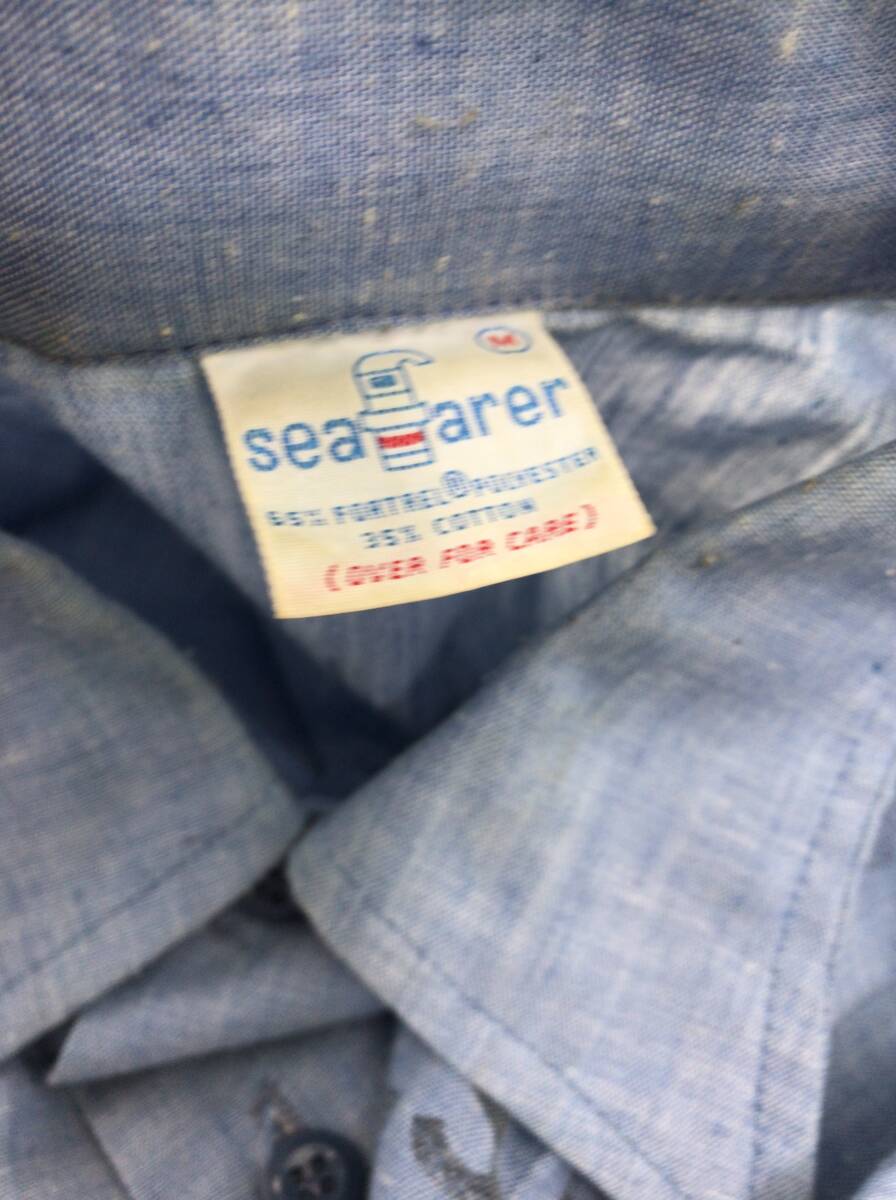 M
seafarer
65% FORTREL® POLYESTER
35% COTTON
(OVER FOR CARE)